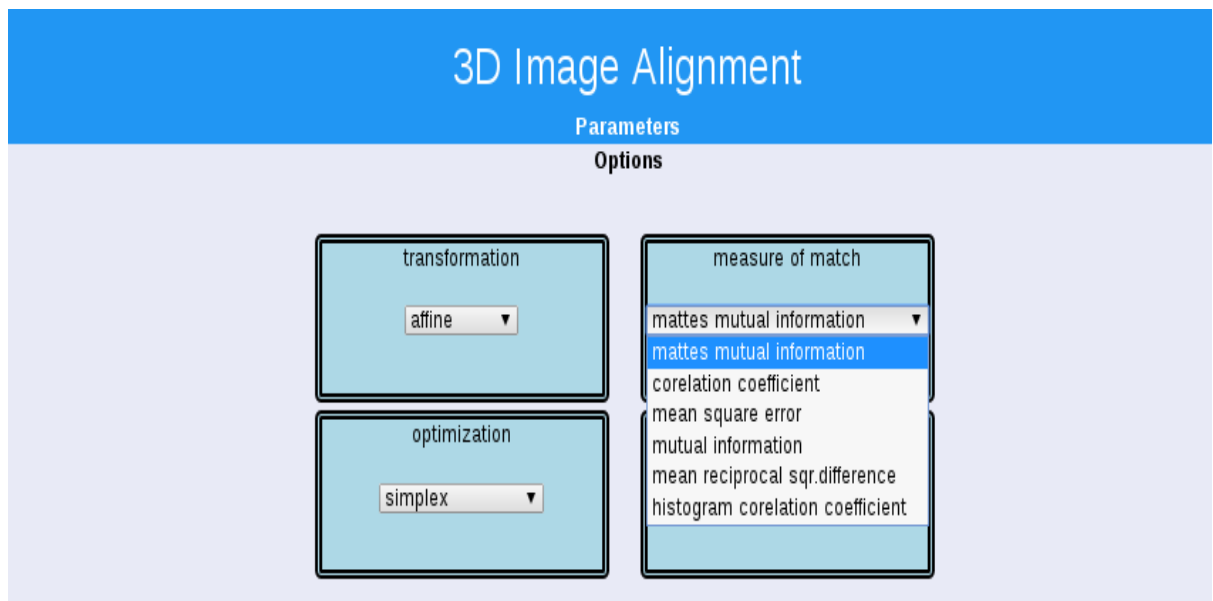 3D Image Alignment
Parameters
Options
transformation
affine
measure of match
mattes mutual information
mattes mutual information
corelation coefficient
mean square error
mutual information
mean reciprocal sqr.difference
histogram corelation coefficient
optimization
simplex